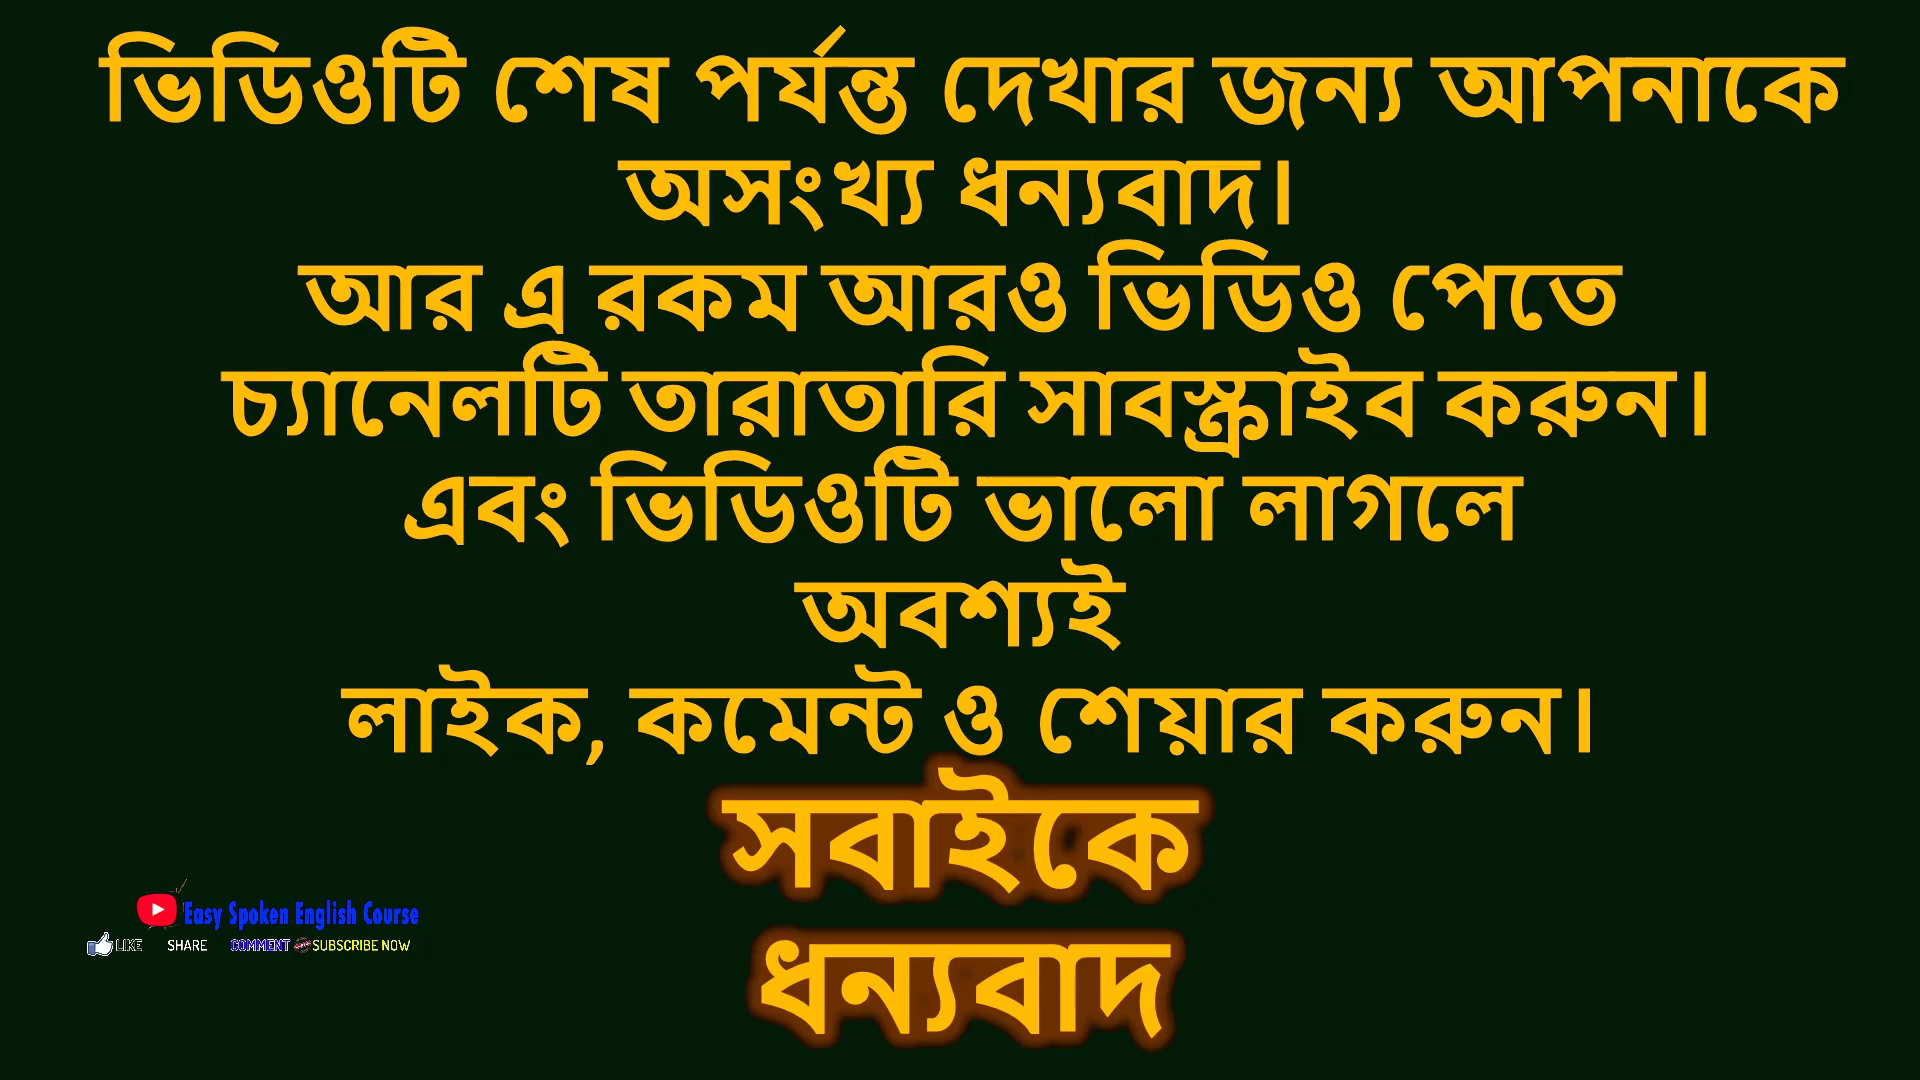 ভিডিওটি শেষ পর্যন্ত দেখার জন্য আপনাকে
অসংখ্য ধন্যবাদ।
আর এ রকম আরও ভিডিও পেতে
চ্যানেলটি তারাতারি সাবস্ক্রাইব করুন।
এবং ভিডিওটি ভালো লাগলে
অবশ্যই
লাইক, কমেন্ট ও শেয়ার করুন।
সবাইকে
ধন্যবাদ
Easy Spoken English Course
LIKE SHARE COMMENT SUBSCRIBE NOW